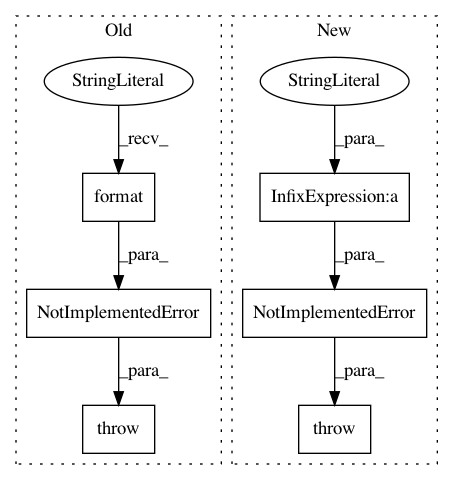 Old
New
StringLiteral
StringLiteral
_recv_
_para_
format
InfixExpression:a
_para_
_para_
NotImplementedError
NotImplementedError
_para_
_para_
throw
throw